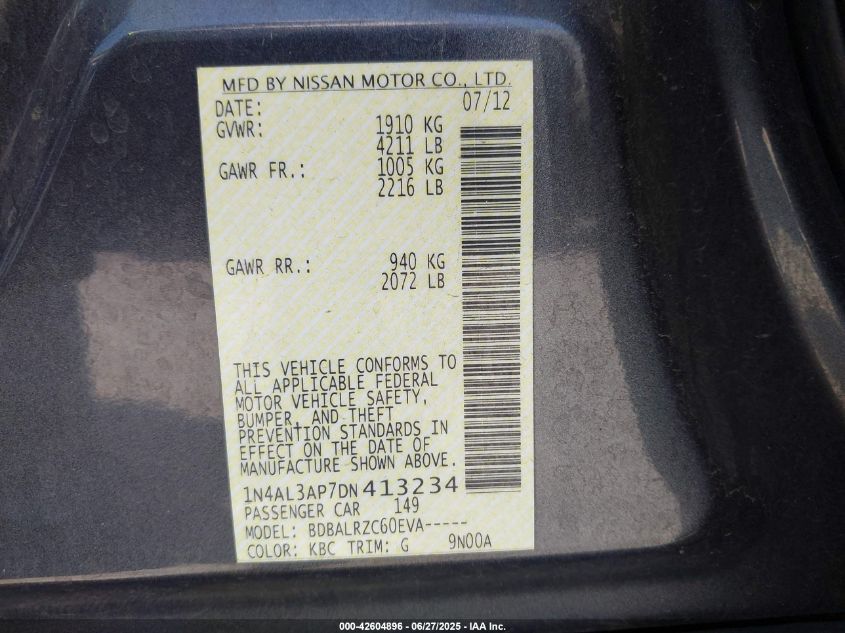 MFD BY NISSAN MOTOR CO., LTD.
DATE: 07/12
GVWR: 1910 KG
4211 LB
GAWR FR.: 1005 KG
2216 LB
GAWR RR.: 940 KG
2072 LB
THIS VEHICLE CONFORMS TO
ALL APPLICABLE FEDERAL
MOTOR VEHICLE SAFETY,
BUMPER, AND THEFT
PREVENTION STANDARDS IN
EFFECT ON THE DATE OF
MANUFACTURE SHOWN ABOVE.
1N4AL3AP7DN413234
PASSENGER CAR 149
MODEL: BDBALRZC60EVA-----
COLOR: KBC TRIM: G 9N00A
000-42604896 - 06/27/2025 - IAA Inc.